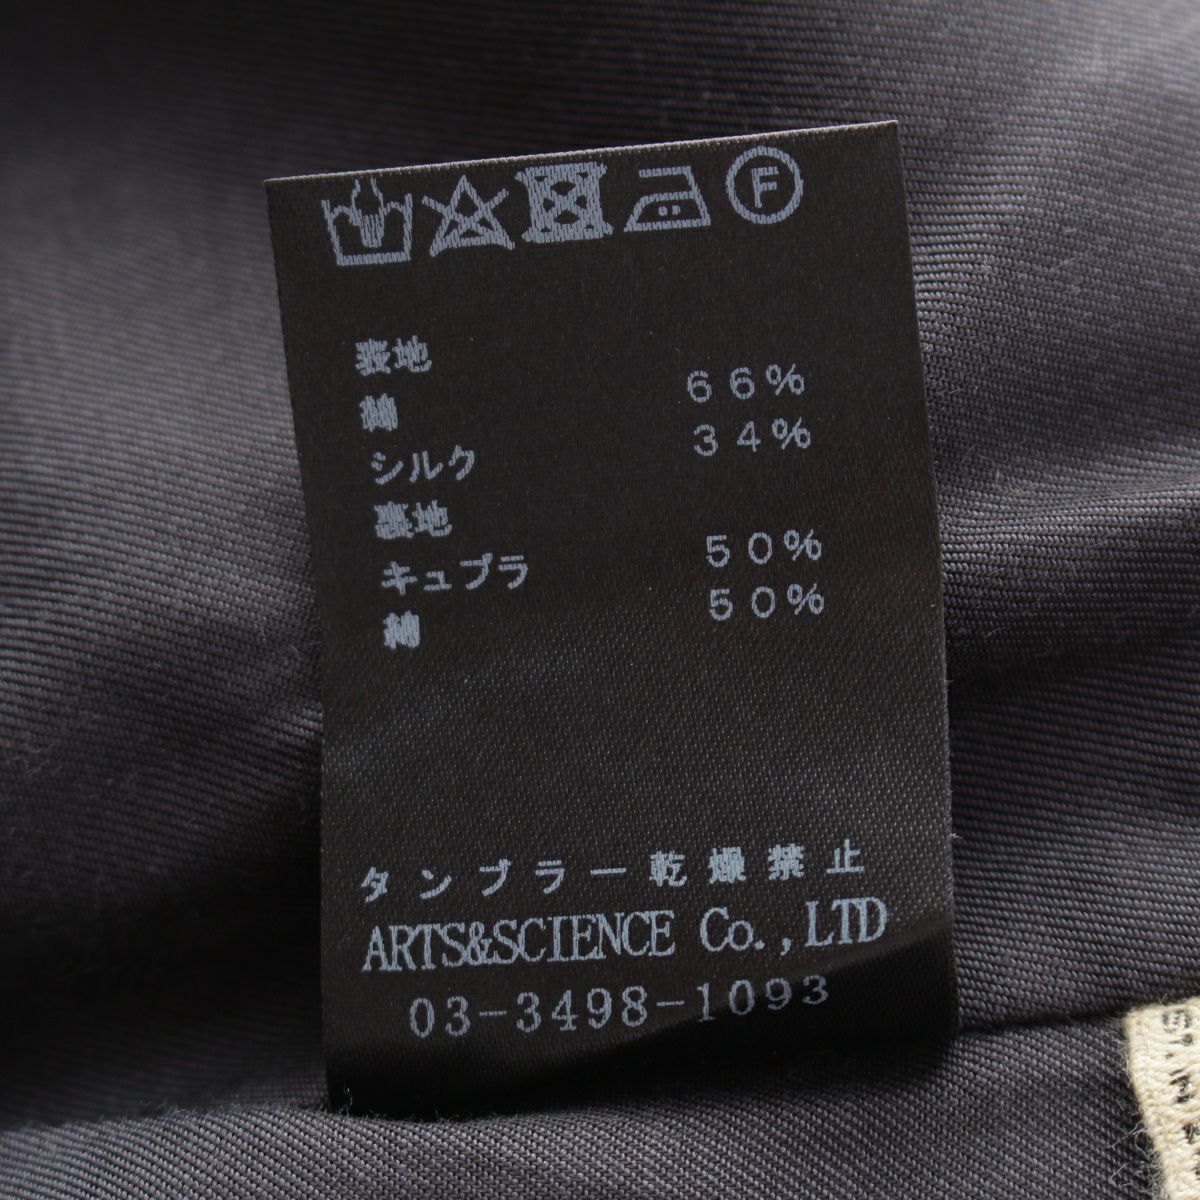 F
表地
綿 66%
シルク 34%
裏地
キュプラ 50%
綿 50%
タンブラー乾燥禁止
ARTS&SCIENCE Co.,LTD
03-3498-1093